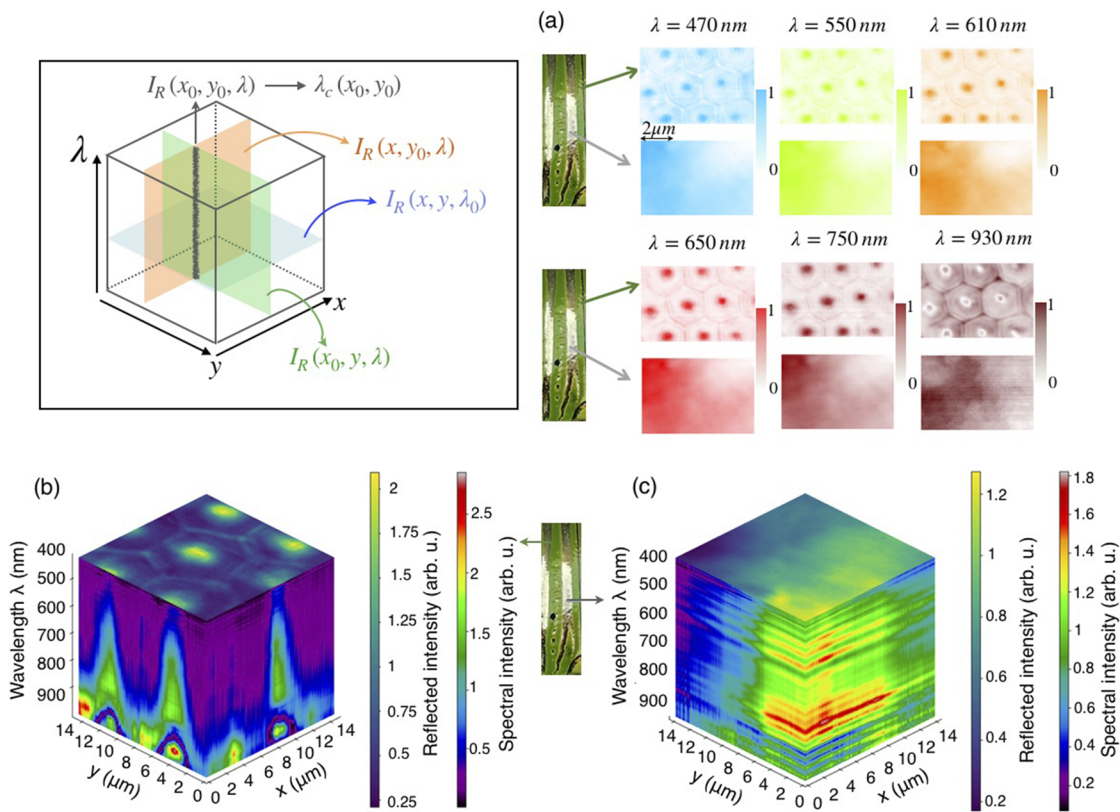 I_R(x_0, y_0, λ) → λ_c(x_0, y_0)
λ
I_R(x, y_0, λ)
I_R(x, y, λ_0)
x
y
I_R(x_0, y, λ)
(a)
λ = 470 nm λ = 550 nm λ = 610 nm
1 1 1
2μm
0 0 0
λ = 650 nm λ = 750 nm λ = 930 nm
1 1 1
0 0 0
(b)
Wavelength λ (nm)
400
500
600
700
800
900
14 12 10 8 6 4 2 0
y (μm)
0 2 4 6 8 10 12 14
x (μm)
2
1.75
1.5
1.25
1
0.75
0.5
0.25
Reflected intensity (arb. u.)
2.5
2
1.5
1
0.5
Spectral intensity (arb. u.)
(c)
Wavelength λ (nm)
400
500
600
700
800
900
14 12 10 8 6 4 2 0
y (μm)
0 2 4 6 8 10 12 14
x (μm)
1.2
1
0.8
0.6
0.4
0.2
Reflected intensity (arb. u.)
1.8
1.6
1.4
1.2
1
0.8
0.6
0.4
0.2
Spectral intensity (arb. u.)